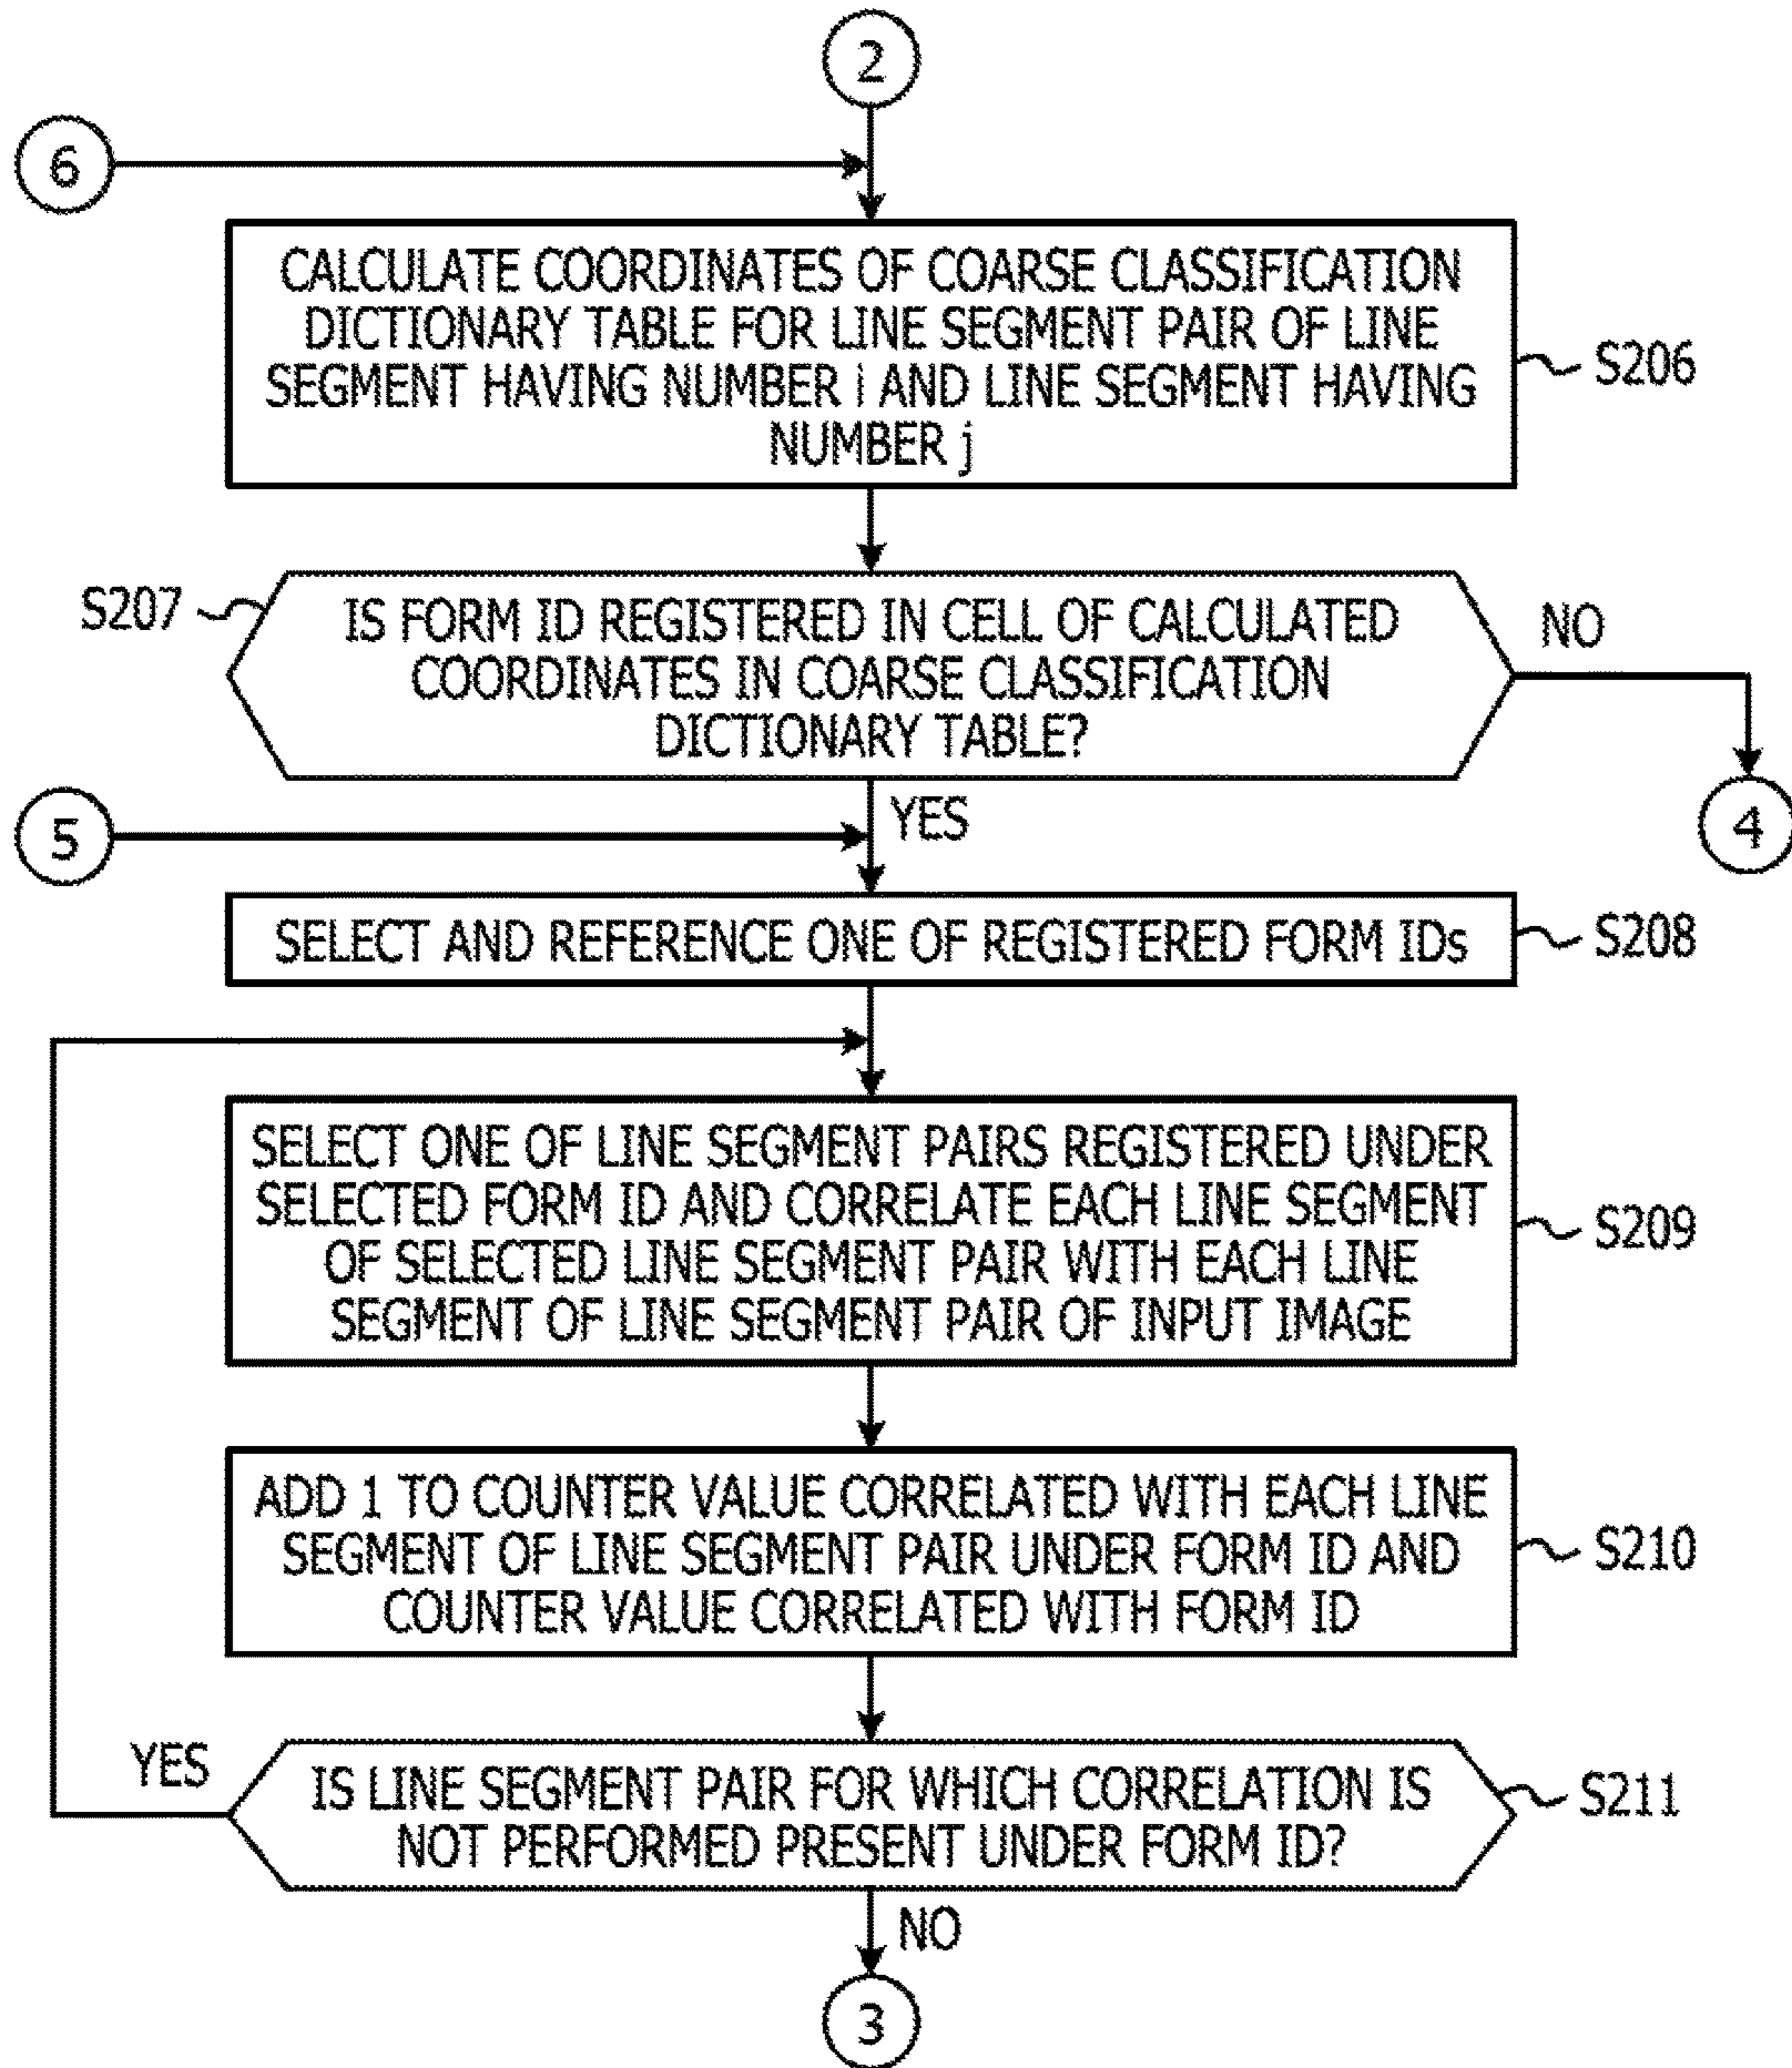 2
6
CALCULATE COORDINATES OF COARSE CLASSIFICATION
DICTIONARY TABLE FOR LINE SEGMENT PAIR OF LINE
SEGMENT HAVING NUMBER i AND LINE SEGMENT HAVING
NUMBER j
S206
S207
IS FORM ID REGISTERED IN CELL OF CALCULATED
COORDINATES IN COARSE CLASSIFICATION
DICTIONARY TABLE?
NO
4
YES
5
SELECT AND REFERENCE ONE OF REGISTERED FORM IDs
S208
SELECT ONE OF LINE SEGMENT PAIRS REGISTERED UNDER
SELECTED FORM ID AND CORRELATE EACH LINE SEGMENT
OF SELECTED LINE SEGMENT PAIR WITH EACH LINE
SEGMENT OF LINE SEGMENT PAIR OF INPUT IMAGE
S209
ADD 1 TO COUNTER VALUE CORRELATED WITH EACH LINE
SEGMENT OF LINE SEGMENT PAIR UNDER FORM ID AND
COUNTER VALUE CORRELATED WITH FORM ID
S210
YES
IS LINE SEGMENT PAIR FOR WHICH CORRELATION IS
NOT PERFORMED PRESENT UNDER FORM ID?
S211
NO
3